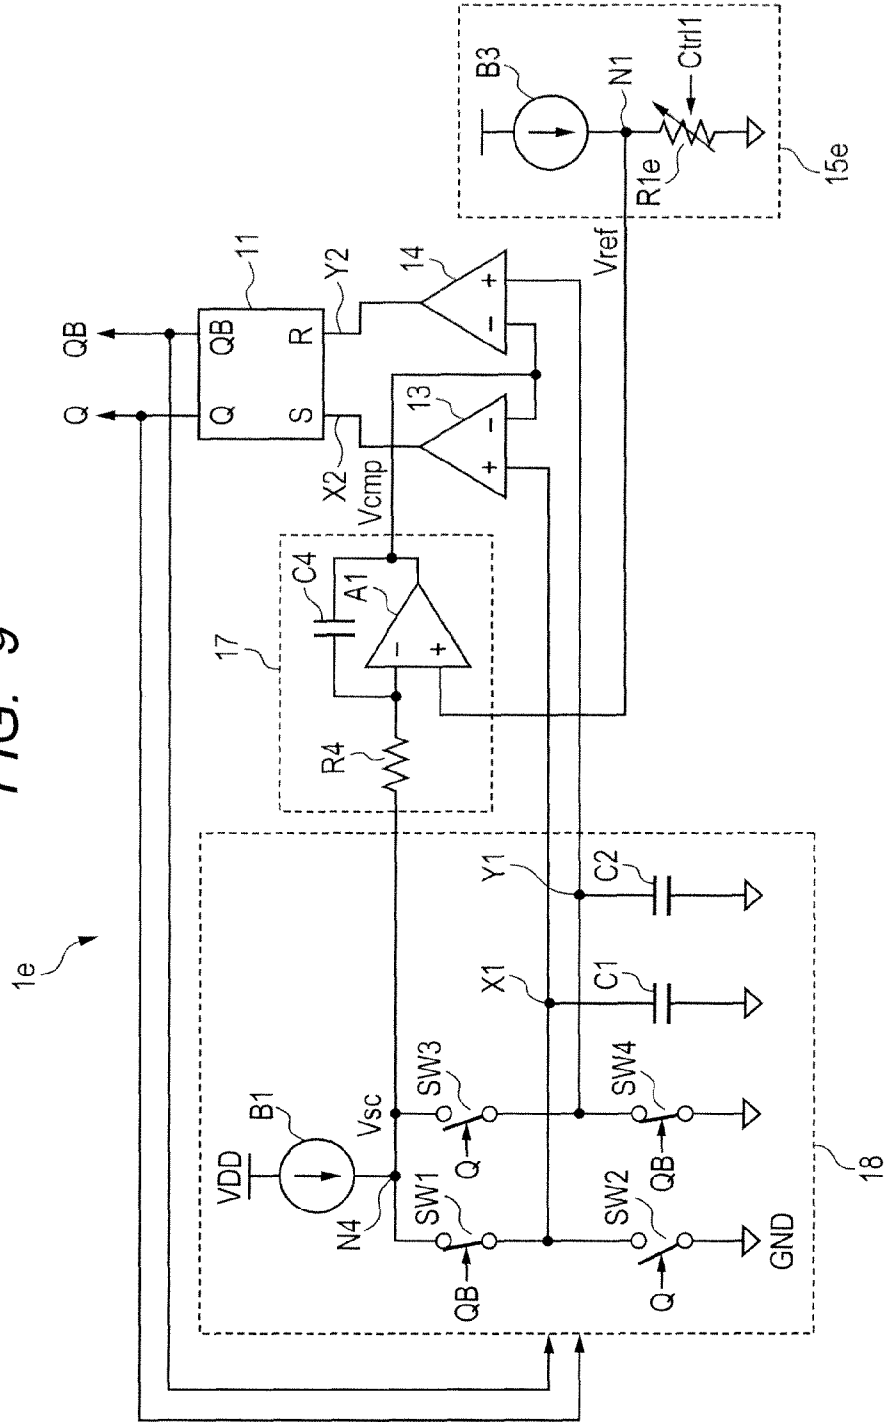 FIG. 9
1e
QB
Q
11
QB
Q
R
S
Y2
X2
14
+
-
13
-
+
Vcmp
B3
N1
Ctrl1
R1e
15e
Vref
17
C4
A1
-
+
R4
VDD
B1
Vsc
N4
SW1
QB
SW3
Q
SW2
Q
SW4
QB
X1
Y1
C1
C2
GND
18